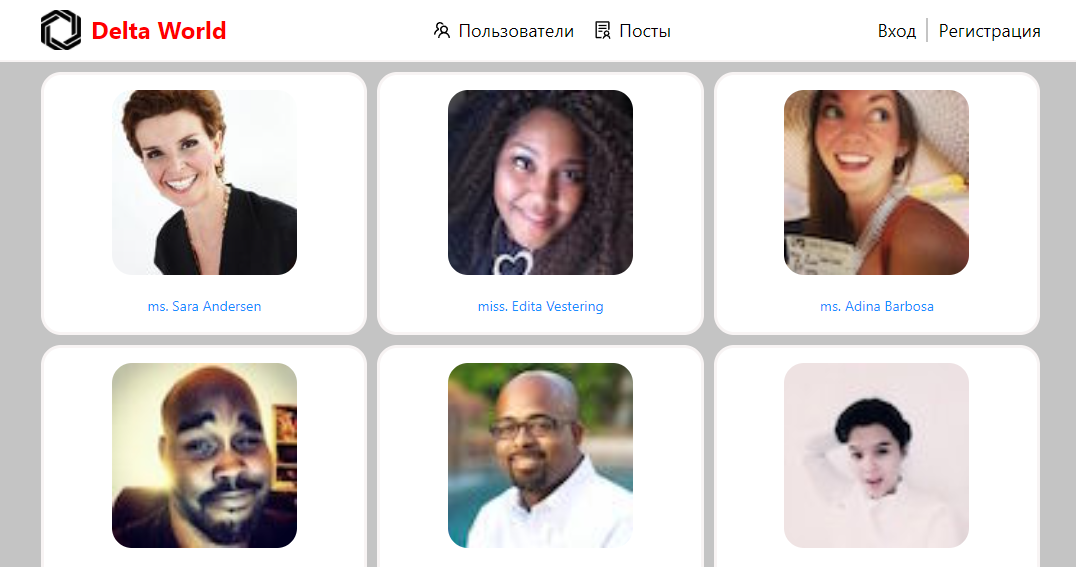 Delta World
Пользователи
Посты
Вход
Регистрация
ms. Sara Andersen
miss. Edita Vestering
ms. Adina Barbosa